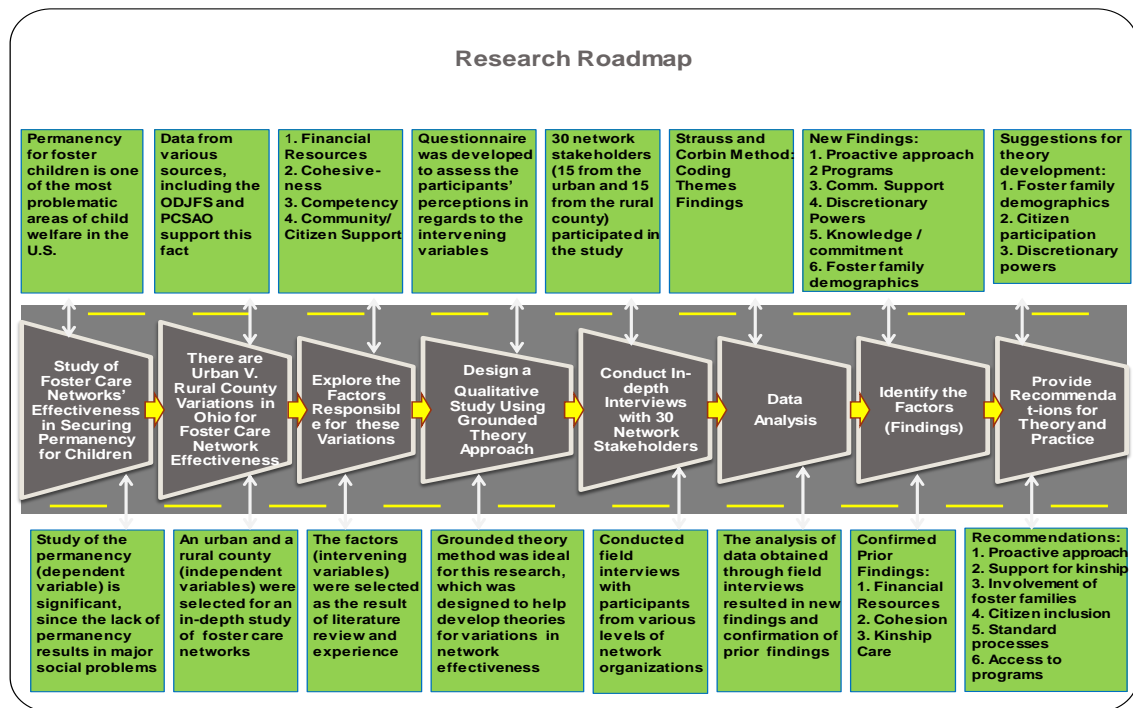 Research Roadmap
Permanency
for foster
children is one
of the most
problematic
areas of child
welfare in the
U.S.
Data from
various
sources,
including the
ODJFS and
PCSAO
support this
fact
1. Financial
Resources
2. Cohesive-
ness
3. Competency
4. Community/
Citizen Support
Questionnaire
was developed
to assess the
participants’
perceptions in
regards to the
intervening
variables
30 network
stakeholders
(15 from the
urban and 15
from the rural
county)
participated in
the study
Strauss and
Corbin Method:
Coding
Themes
Findings
New Findings:
1. Proactive approach
2 Programs
3. Comm. Support
4. Discretionary
Powers
5. Knowledge /
commitment
6. Foster family
demographics
Suggestions for
theory
development:
1. Foster family
demographics
2. Citizen
participation
3. Discretionary
powers
Study of
Foster Care
Networks’
Effectiveness
in Securing
Permanency
for Children
There are
Urban V.
Rural County
Variations in
Ohio for
Foster Care
Network
Effectiveness
Explore the
Factors
Responsibl
e for these
Variations
Design a
Qualitative
Study Using
Grounded
Theory
Approach
Conduct In-
depth
Interviews
with 30
Network
Stakeholders
Data
Analysis
Identify the
Factors
(Findings)
Provide
Recommenda
t-ions for
Theory and
Practice
Study of the
permanency
(dependent
variable) is
significant,
since the lack of
permanency
results in major
social problems
An urban and a
rural county
(independent
variables) were
selected for an
in-depth study
of foster care
networks
The factors
(intervening
variables)
were selected
as the result
of literature
review and
experience
Grounded theory
method was ideal
for this research,
which was
designed to help
develop theories
for variations in
network
effectiveness
Conducted
field
interviews
with
participants
from various
levels of
network
organizations
The analysis of
data obtained
through field
interviews
resulted in new
findings and
confirmation of
prior findings
Confirmed
Prior
Findings:
1. Financial
Resources
2. Cohesion
3. Kinship
Care
Recommendations:
1. Proactive approach
2. Support for kinship
3. Involvement of
foster families
4. Citizen inclusion
5. Standard
processes
6. Access to
programs